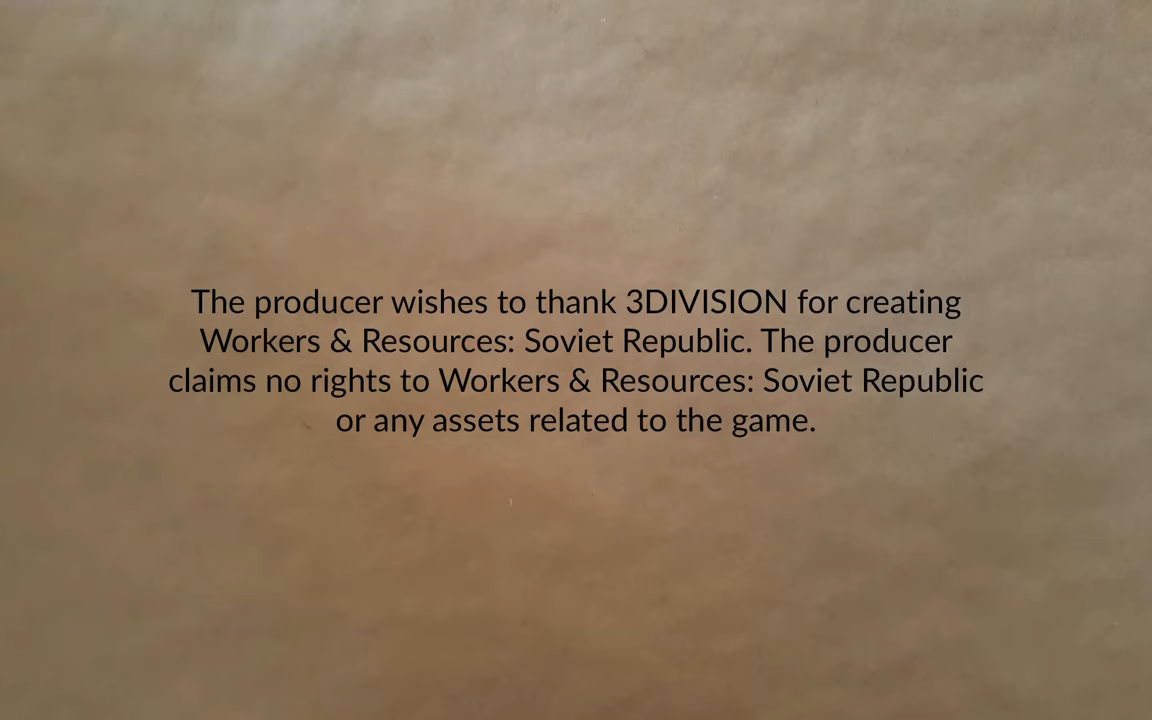 The producer wishes to thank 3DIVISION for creating
Workers & Resources: Soviet Republic. The producer
claims no rights to Workers & Resources: Soviet Republic
or any assets related to the game.